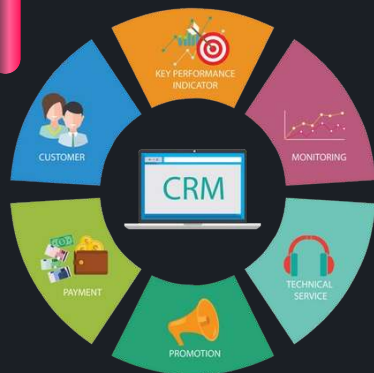 KEY PERFORMANCE
INDICATOR
CUSTOMER
MONITORING
CRM
PAYMENT
TECHNICAL
SERVICE
PROMOTION